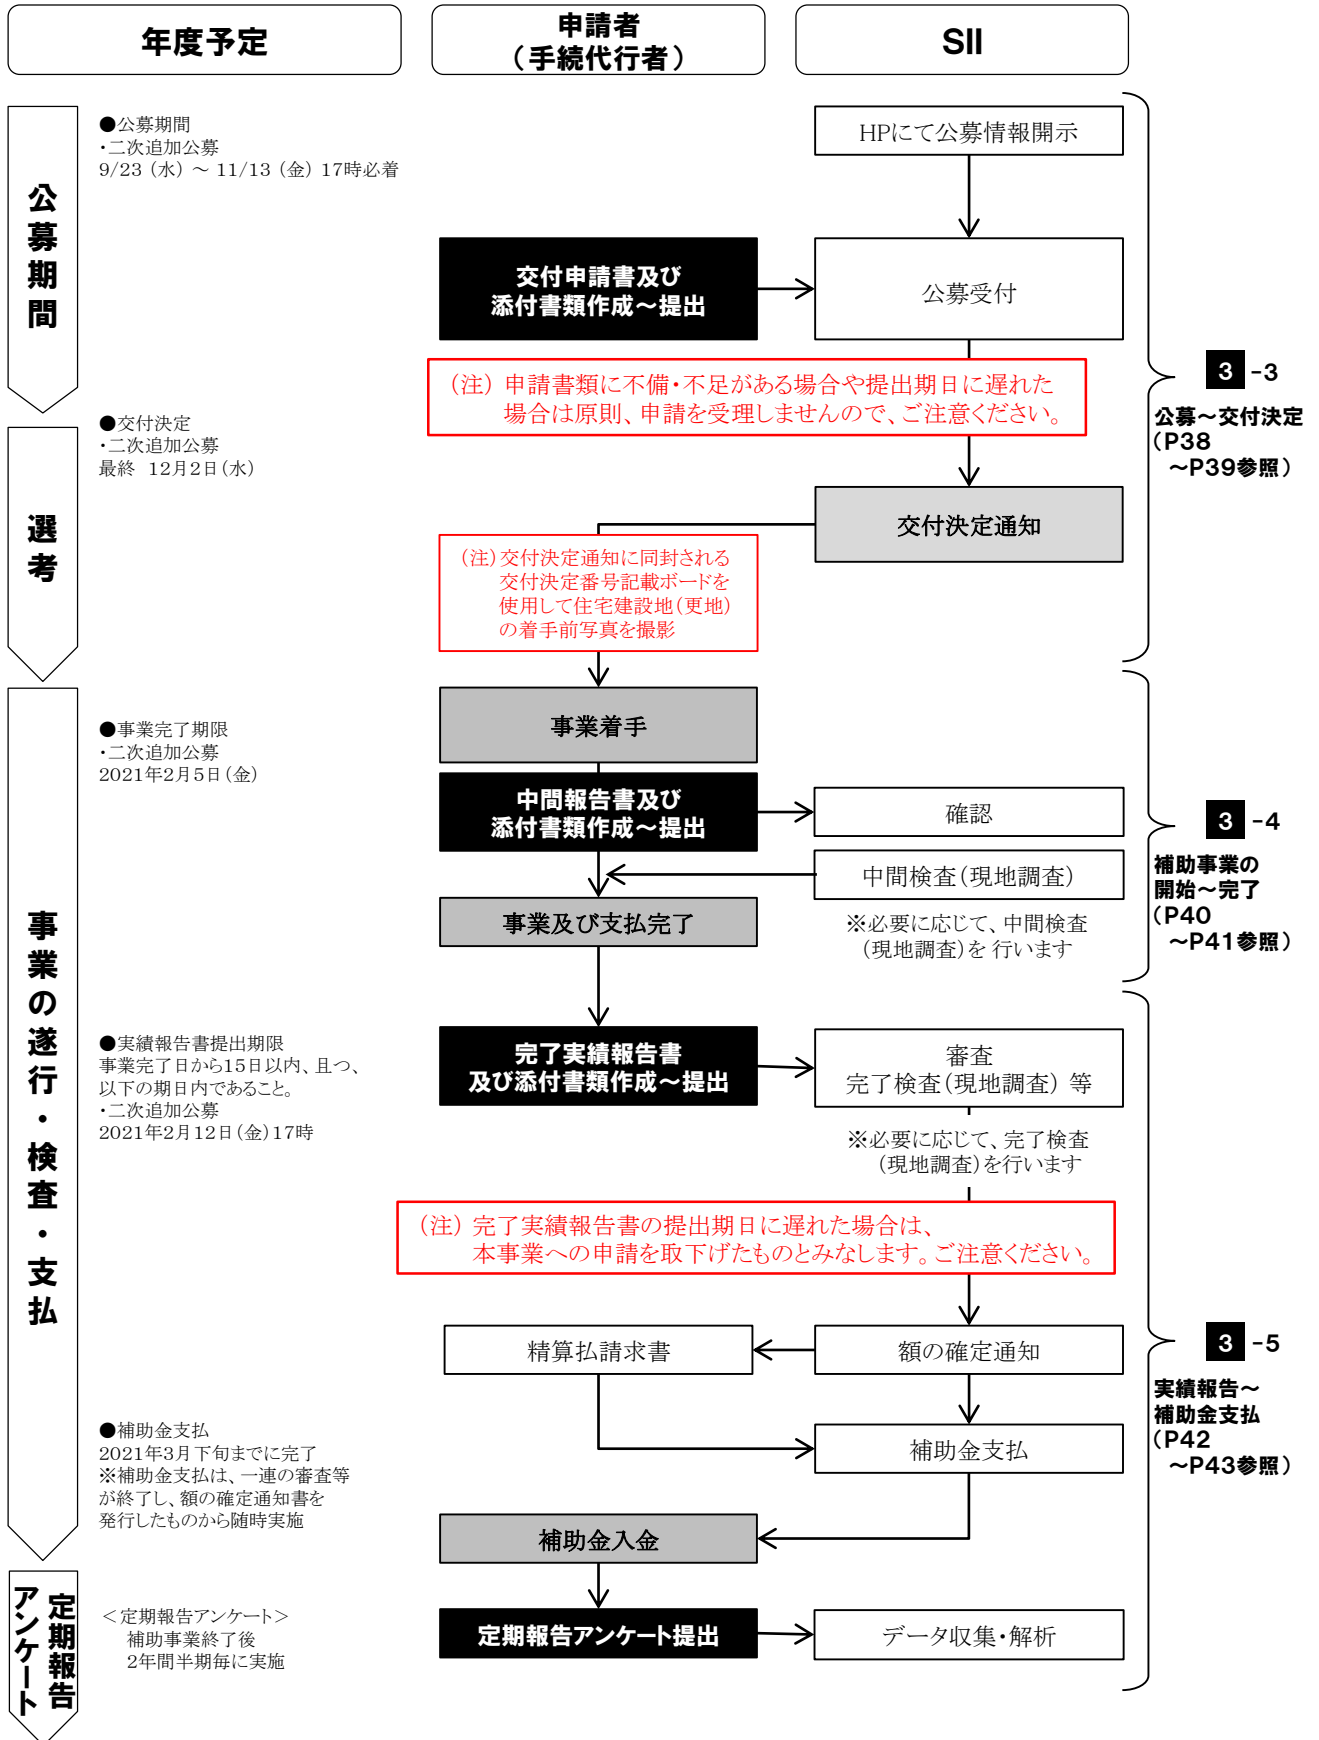 年度予定
申請者
（手続代行者）
SII
公募期間
●公募期間
・二次追加公募
9/23（水）～ 11/13（金）17時必着
HPにて公募情報開示
交付申請書及び
添付書類作成～提出
公募受付
（注）申請書類に不備・不足がある場合や提出期日に遅れた
場合は原則、申請を受理しませんので、ご注意ください。
3 -3
公募～交付決定
（P38
～P39参照）
選考
●交付決定
・二次追加公募
最終 12月2日（水）
交付決定通知
（注）交付決定通知に同封される
交付決定番号記載ボードを
使用して住宅建設地（更地）
の着手前写真を撮影
事業の遂行・検査・支払
●事業完了期限
・二次追加公募
2021年2月5日（金）
事業着手
中間報告書及び
添付書類作成～提出
確認
中間検査（現地調査）
※必要に応じて、中間検査
（現地調査）を 行います
事業及び支払完了
3 -4
補助事業の
開始～完了
（P40
～P41参照）
●実績報告書提出期限
事業完了日から15日以内、且つ、
以下の期日内であること。
・二次追加公募
2021年2月12日（金）17時
完了実績報告書
及び添付書類作成～提出
審査
完了検査（現地調査） 等
※必要に応じて、完了検査
（現地調査）を行います
（注）完了実績報告書の提出期日に遅れた場合は、
本事業への申請を取下げたものとみなします。ご注意ください。
精算払請求書
額の確定通知
3 -5
実績報告～
補助金支払
（P42
～P43参照）
●補助金支払
2021年3月下旬までに完了
※補助金支払は、一連の審査等
が終了し、額の確定通知書を
発行したものから随時実施
補助金支払
補助金入金
定期報告
アンケート
＜定期報告アンケート＞
補助事業終了後
2年間半期毎に実施
定期報告アンケート提出
データ収集・解析